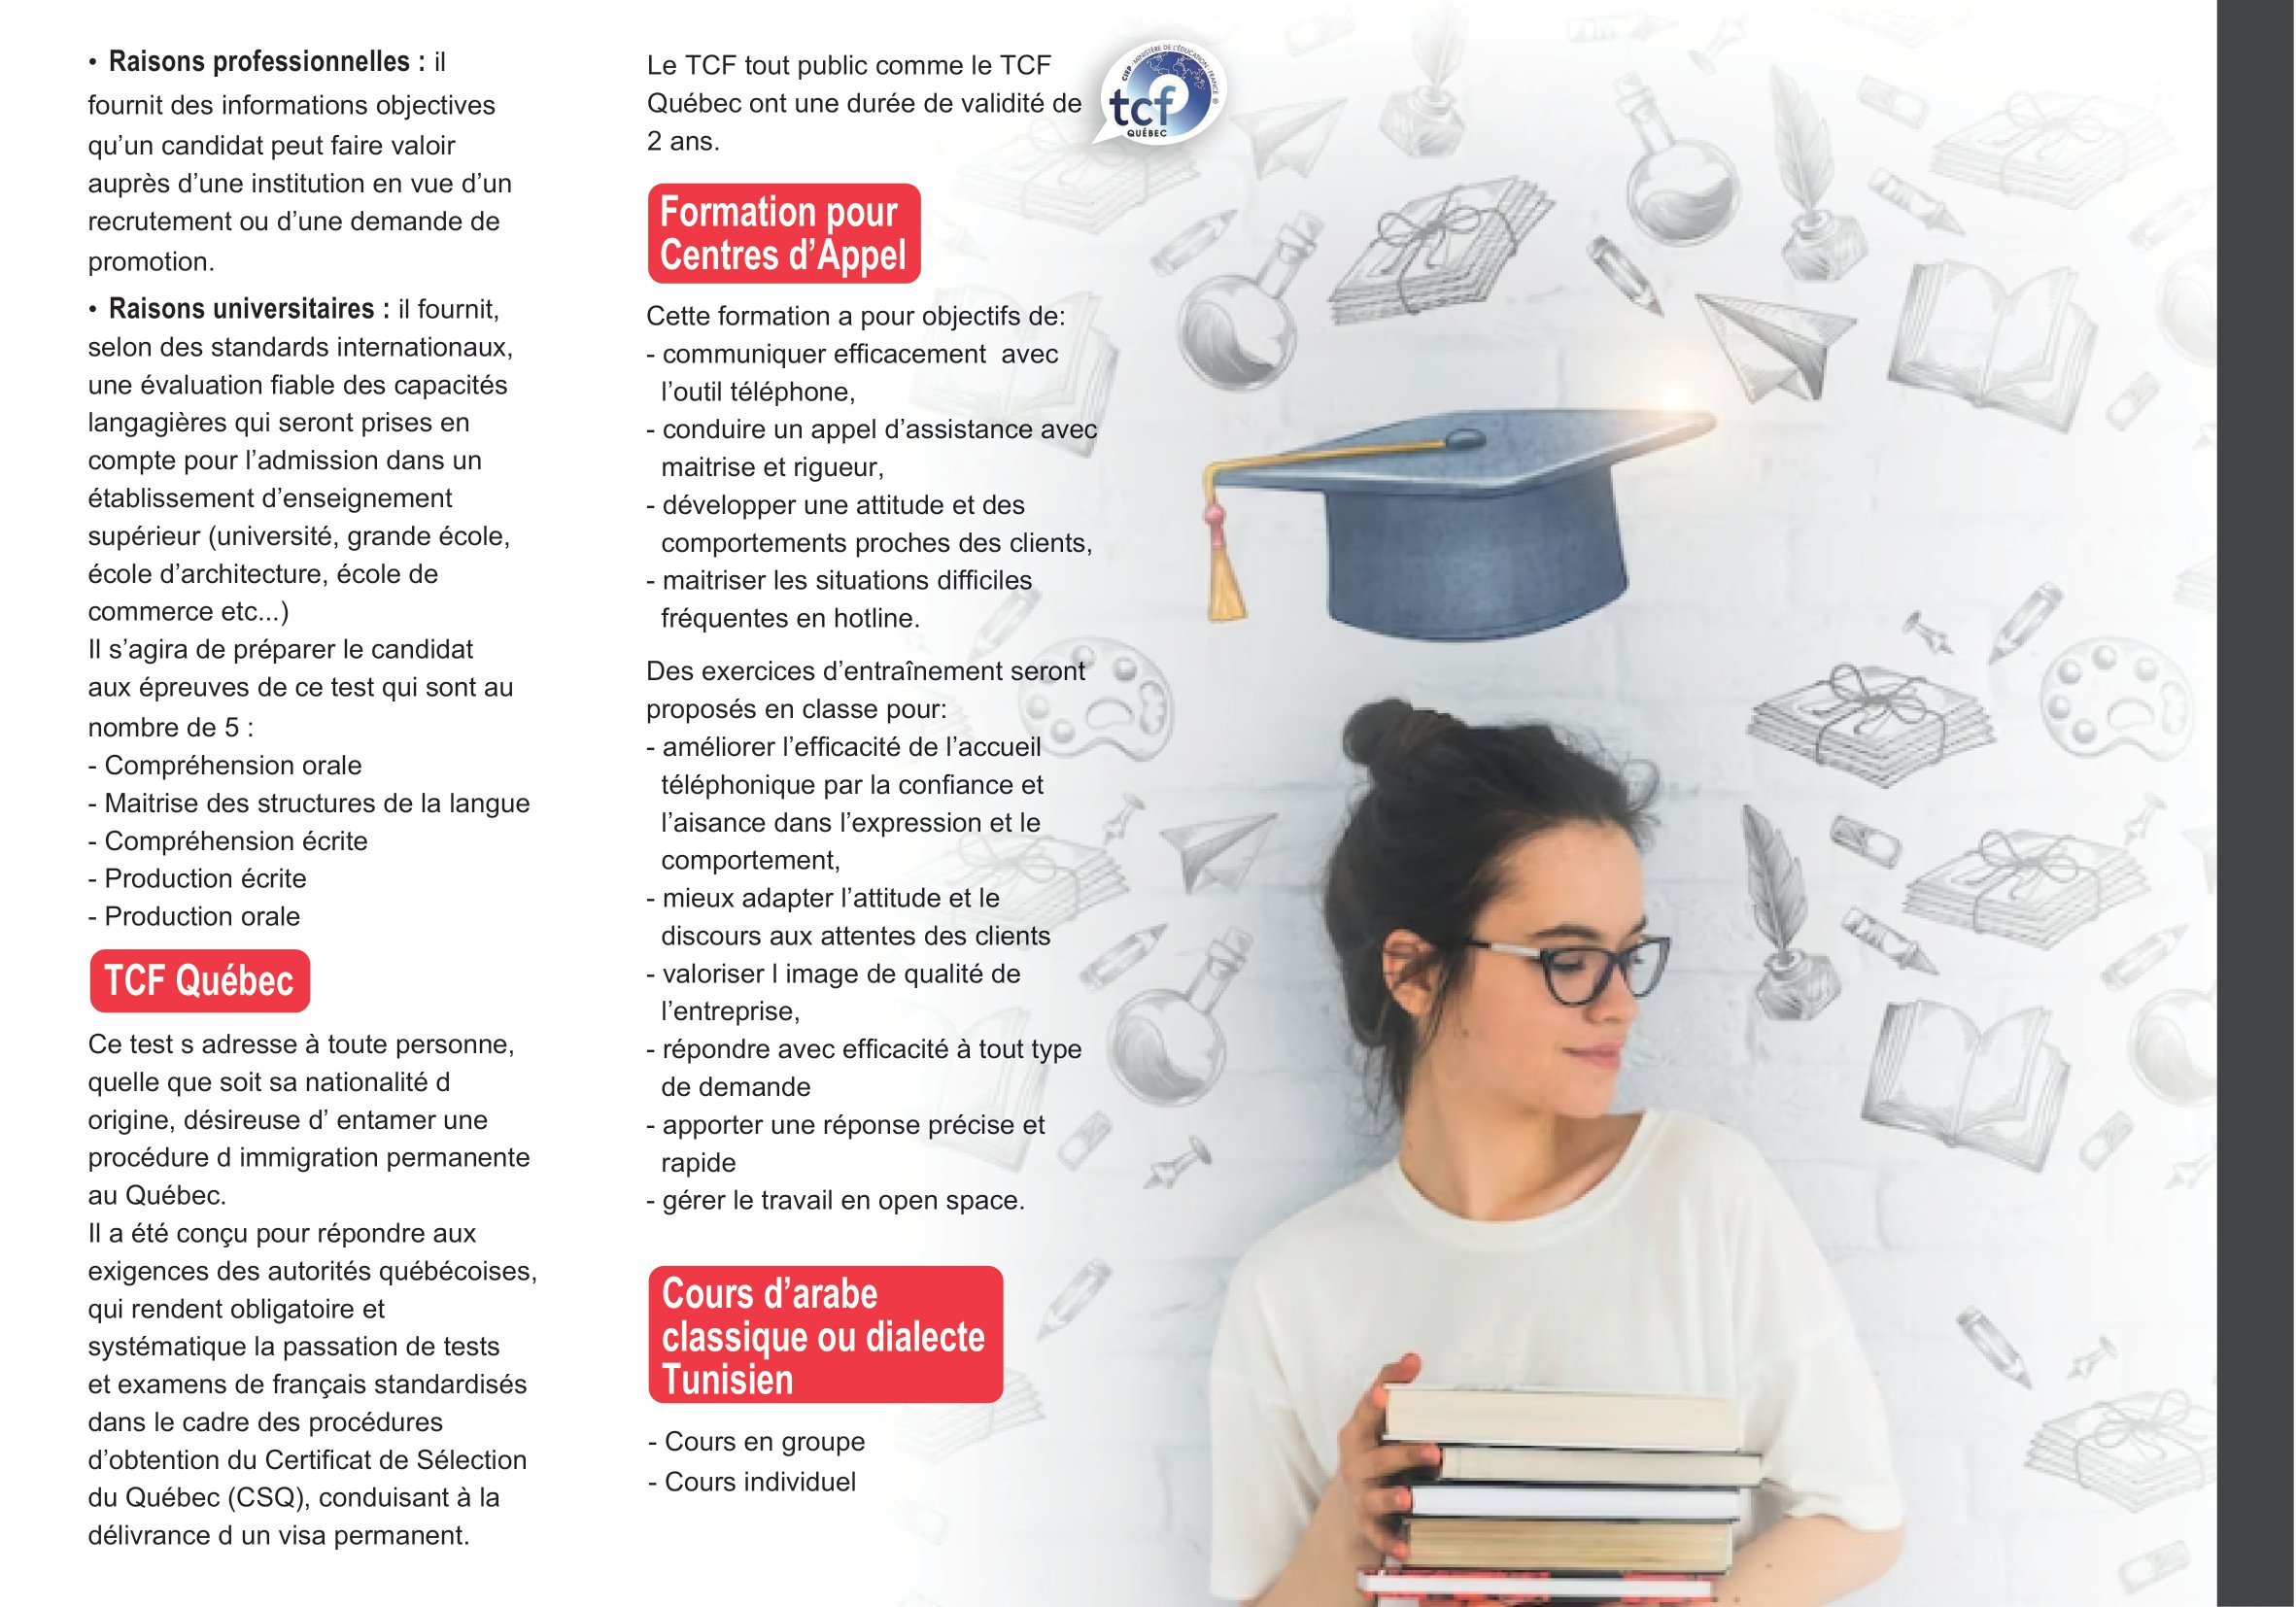 • Raisons professionnelles : il
fournit des informations objectives
qu’un candidat peut faire valoir
auprès d’une institution en vue d’un
recrutement ou d’une demande de
promotion.
• Raisons universitaires : il fournit,
selon des standards internationaux,
une évaluation fiable des capacités
langagières qui seront prises en
compte pour l’admission dans un
établissement d’enseignement
supérieur (université, grande école,
école d’architecture, école de
commerce etc...)
Il s’agira de préparer le candidat
aux épreuves de ce test qui sont au
nombre de 5 :
- Compréhension orale
- Maitrise des structures de la langue
- Compréhension écrite
- Production écrite
- Production orale
TCF Québec
Ce test s adresse à toute personne,
quelle que soit sa nationalité d
origine, désireuse d’ entamer une
procédure d immigration permanente
au Québec.
Il a été conçu pour répondre aux
exigences des autorités québécoises,
qui rendent obligatoire et
systématique la passation de tests
et examens de français standardisés
dans le cadre des procédures
d’obtention du Certificat de Sélection
du Québec (CSQ), conduisant à la
délivrance d un visa permanent.
Le TCF tout public comme le TCF
Québec ont une durée de validité de
2 ans.
CIEP - MINISTÈRE DE L'ÉDUCATION - FRANCE ®
tcf
QUÉBEC
Formation pour
Centres d’Appel
Cette formation a pour objectifs de:
- communiquer efficacement  avec
l’outil téléphone,
- conduire un appel d’assistance avec
maitrise et rigueur,
- développer une attitude et des
comportements proches des clients,
- maitriser les situations difficiles
fréquentes en hotline.
Des exercices d’entraînement seront
proposés en classe pour:
- améliorer l’efficacité de l’accueil
téléphonique par la confiance et
l’aisance dans l’expression et le
comportement,
- mieux adapter l’attitude et le
discours aux attentes des clients
- valoriser l image de qualité de
l’entreprise,
- répondre avec efficacité à tout type
de demande
- apporter une réponse précise et
rapide
- gérer le travail en open space.
Cours d’arabe
classique ou dialecte
Tunisien
- Cours en groupe
- Cours individuel